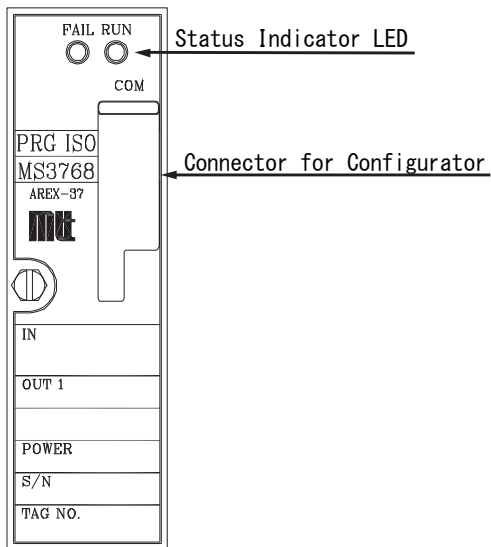 FAIL RUN
Status Indicator LED
COM
PRG ISO
MS3768
Connector for Configurator
AREX-37
Mtt
IN
OUT 1
POWER
S/N
TAG NO.